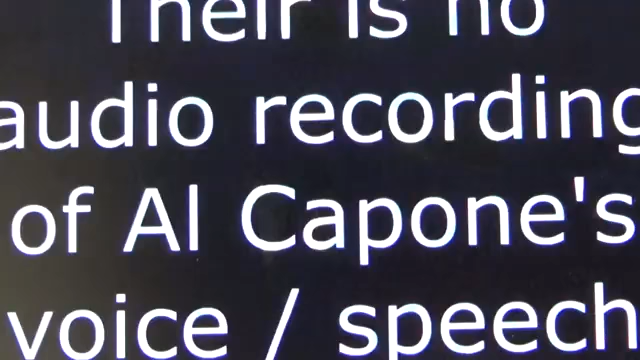 Their is no
audio recording
of Al Capone's
voice / speech